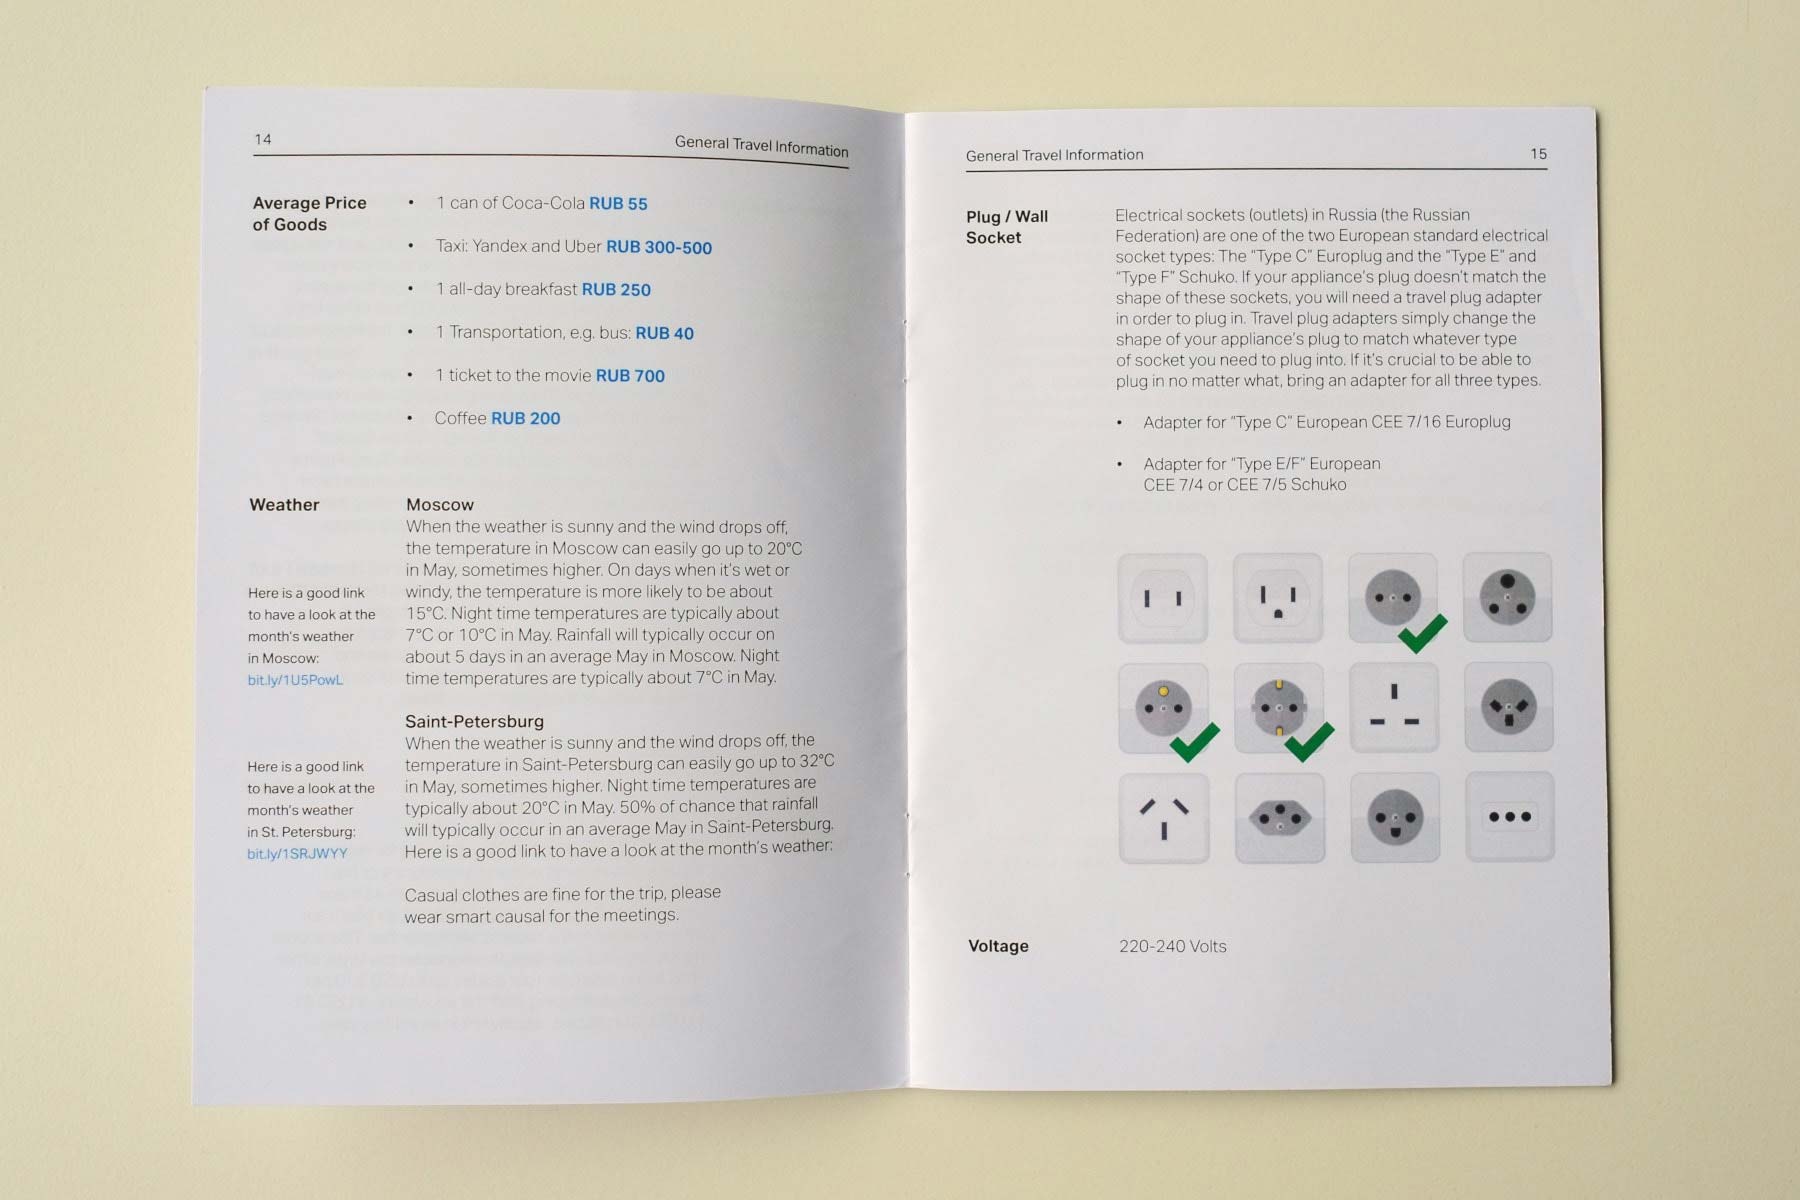 14
General Travel Information
Average Price
of Goods
• 1 can of Coca-Cola RUB 55
• Taxi: Yandex and Uber RUB 300-500
• 1 all-day breakfast RUB 250
• 1 Transportation, e.g. bus: RUB 40
• 1 ticket to the movie RUB 700
• Coffee RUB 200
Weather
Here is a good link
to have a look at the
month's weather
in Moscow:
bit.ly/1U5PowL
Moscow
When the weather is sunny and the wind drops off,
the temperature in Moscow can easily go up to 20°C
in May, sometimes higher. On days when it's wet or
windy, the temperature is more likely to be about
15°C. Night time temperatures are typically about
7°C or 10°C in May. Rainfall will typically occur on
about 5 days in an average May in Moscow. Night
time temperatures are typically about 7°C in May.
Here is a good link
to have a look at the
month's weather
in St. Petersburg:
bit.ly/1SRJWYY
Saint-Petersburg
When the weather is sunny and the wind drops off, the
temperature in Saint-Petersburg can easily go up to 32°C
in May, sometimes higher. Night time temperatures are
typically about 20°C in May. 50% of chance that rainfall
will typically occur in an average May in Saint-Petersburg.
Here is a good link to have a look at the month's weather:
Casual clothes are fine for the trip, please
wear smart causal for the meetings.
General Travel Information
15
Plug / Wall
Socket
Electrical sockets (outlets) in Russia (the Russian
Federation) are one of the two European standard electrical
socket types: The "Type C" Europlug and the "Type E" and
"Type F" Schuko. If your appliance's plug doesn't match the
shape of these sockets, you will need a travel plug adapter
in order to plug in. Travel plug adapters simply change the
shape of your appliance's plug to match whatever type
of socket you need to plug into. If it's crucial to be able to
plug in no matter what, bring an adapter for all three types.
• Adapter for "Type C" European CEE 7/16 Europlug
• Adapter for "Type E/F" European
CEE 7/4 or CEE 7/5 Schuko
Voltage
220-240 Volts